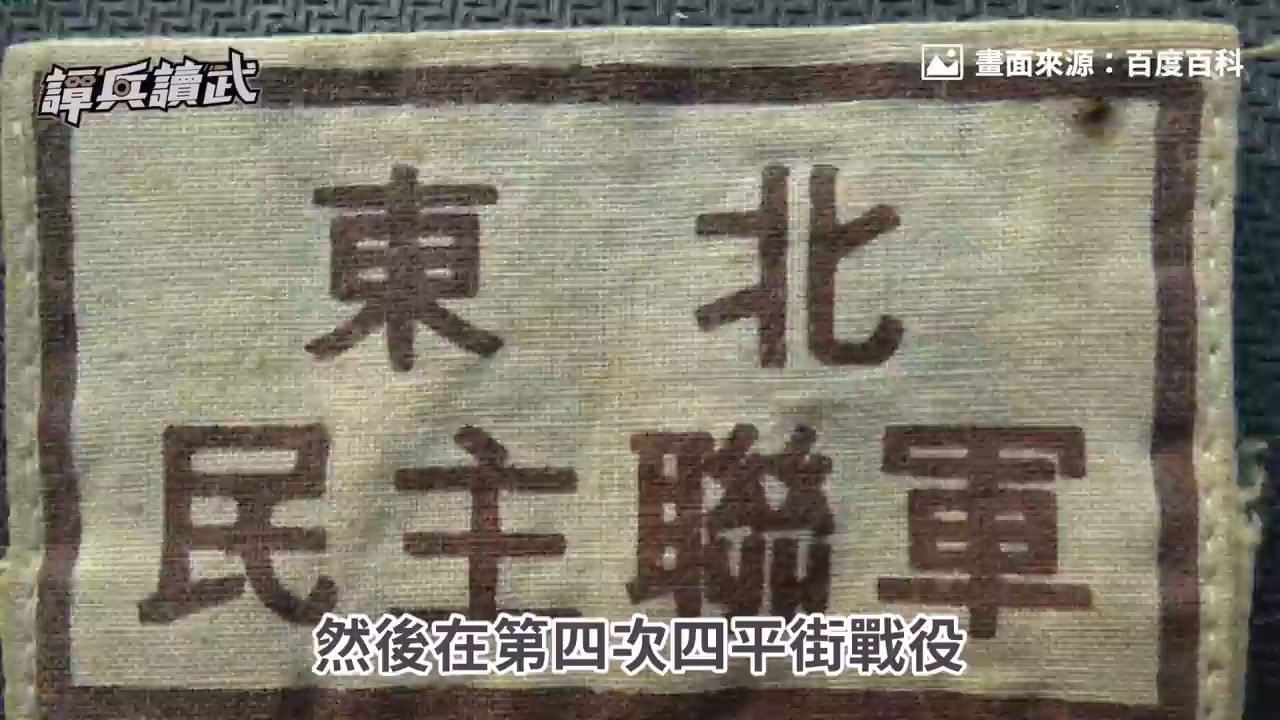 譚兵讀武
畫面來源：百度百科
東北
民主聯軍
然後在第四次四平街戰役